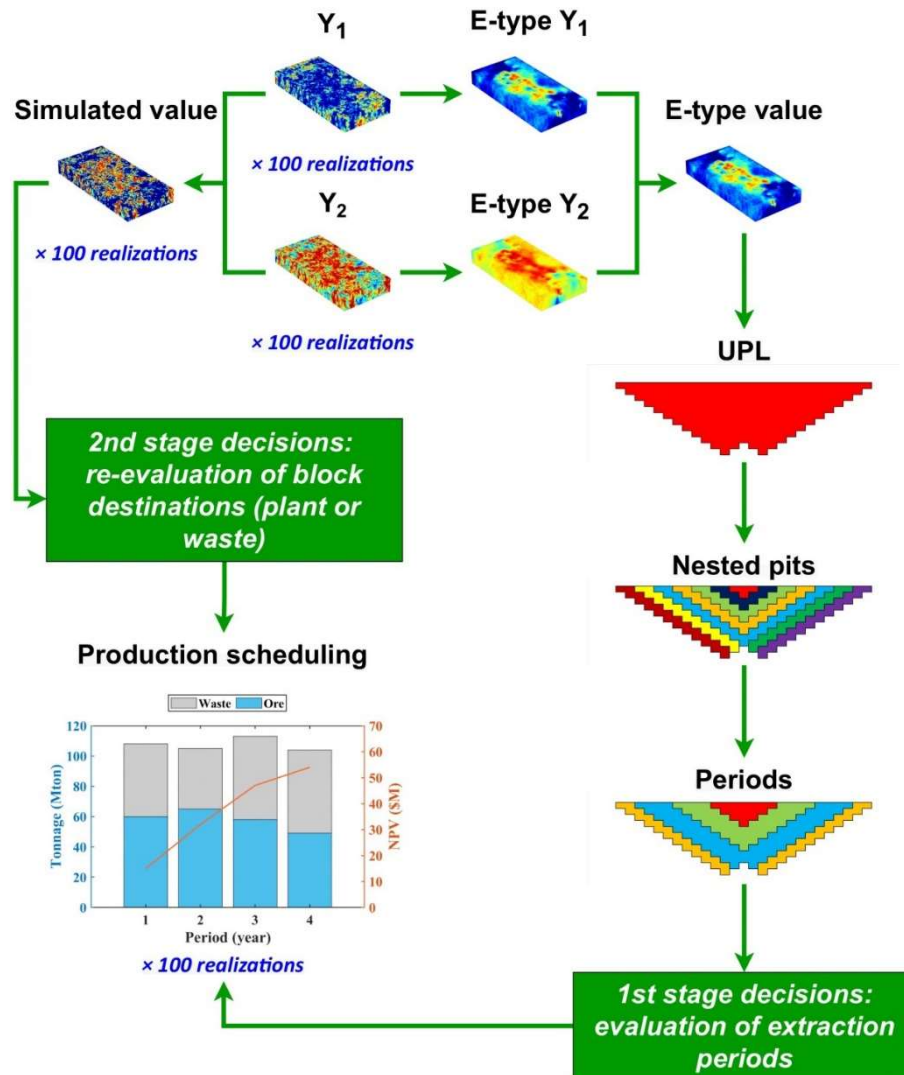 Y1
E-type Y1
Simulated value
E-type value
× 100 realizations
Y2
E-type Y2
× 100 realizations
× 100 realizations
UPL
2nd stage decisions:
re-evaluation of block
destinations (plant or
waste)
Nested pits
Production scheduling
Waste
Ore
120
100
80
60
40
20
0
Tonnage (Mton)
70
60
50
40
30
20
10
0
NPV ($M)
1
2
3
4
Period (year)
× 100 realizations
Periods
1st stage decisions:
evaluation of extraction
periods